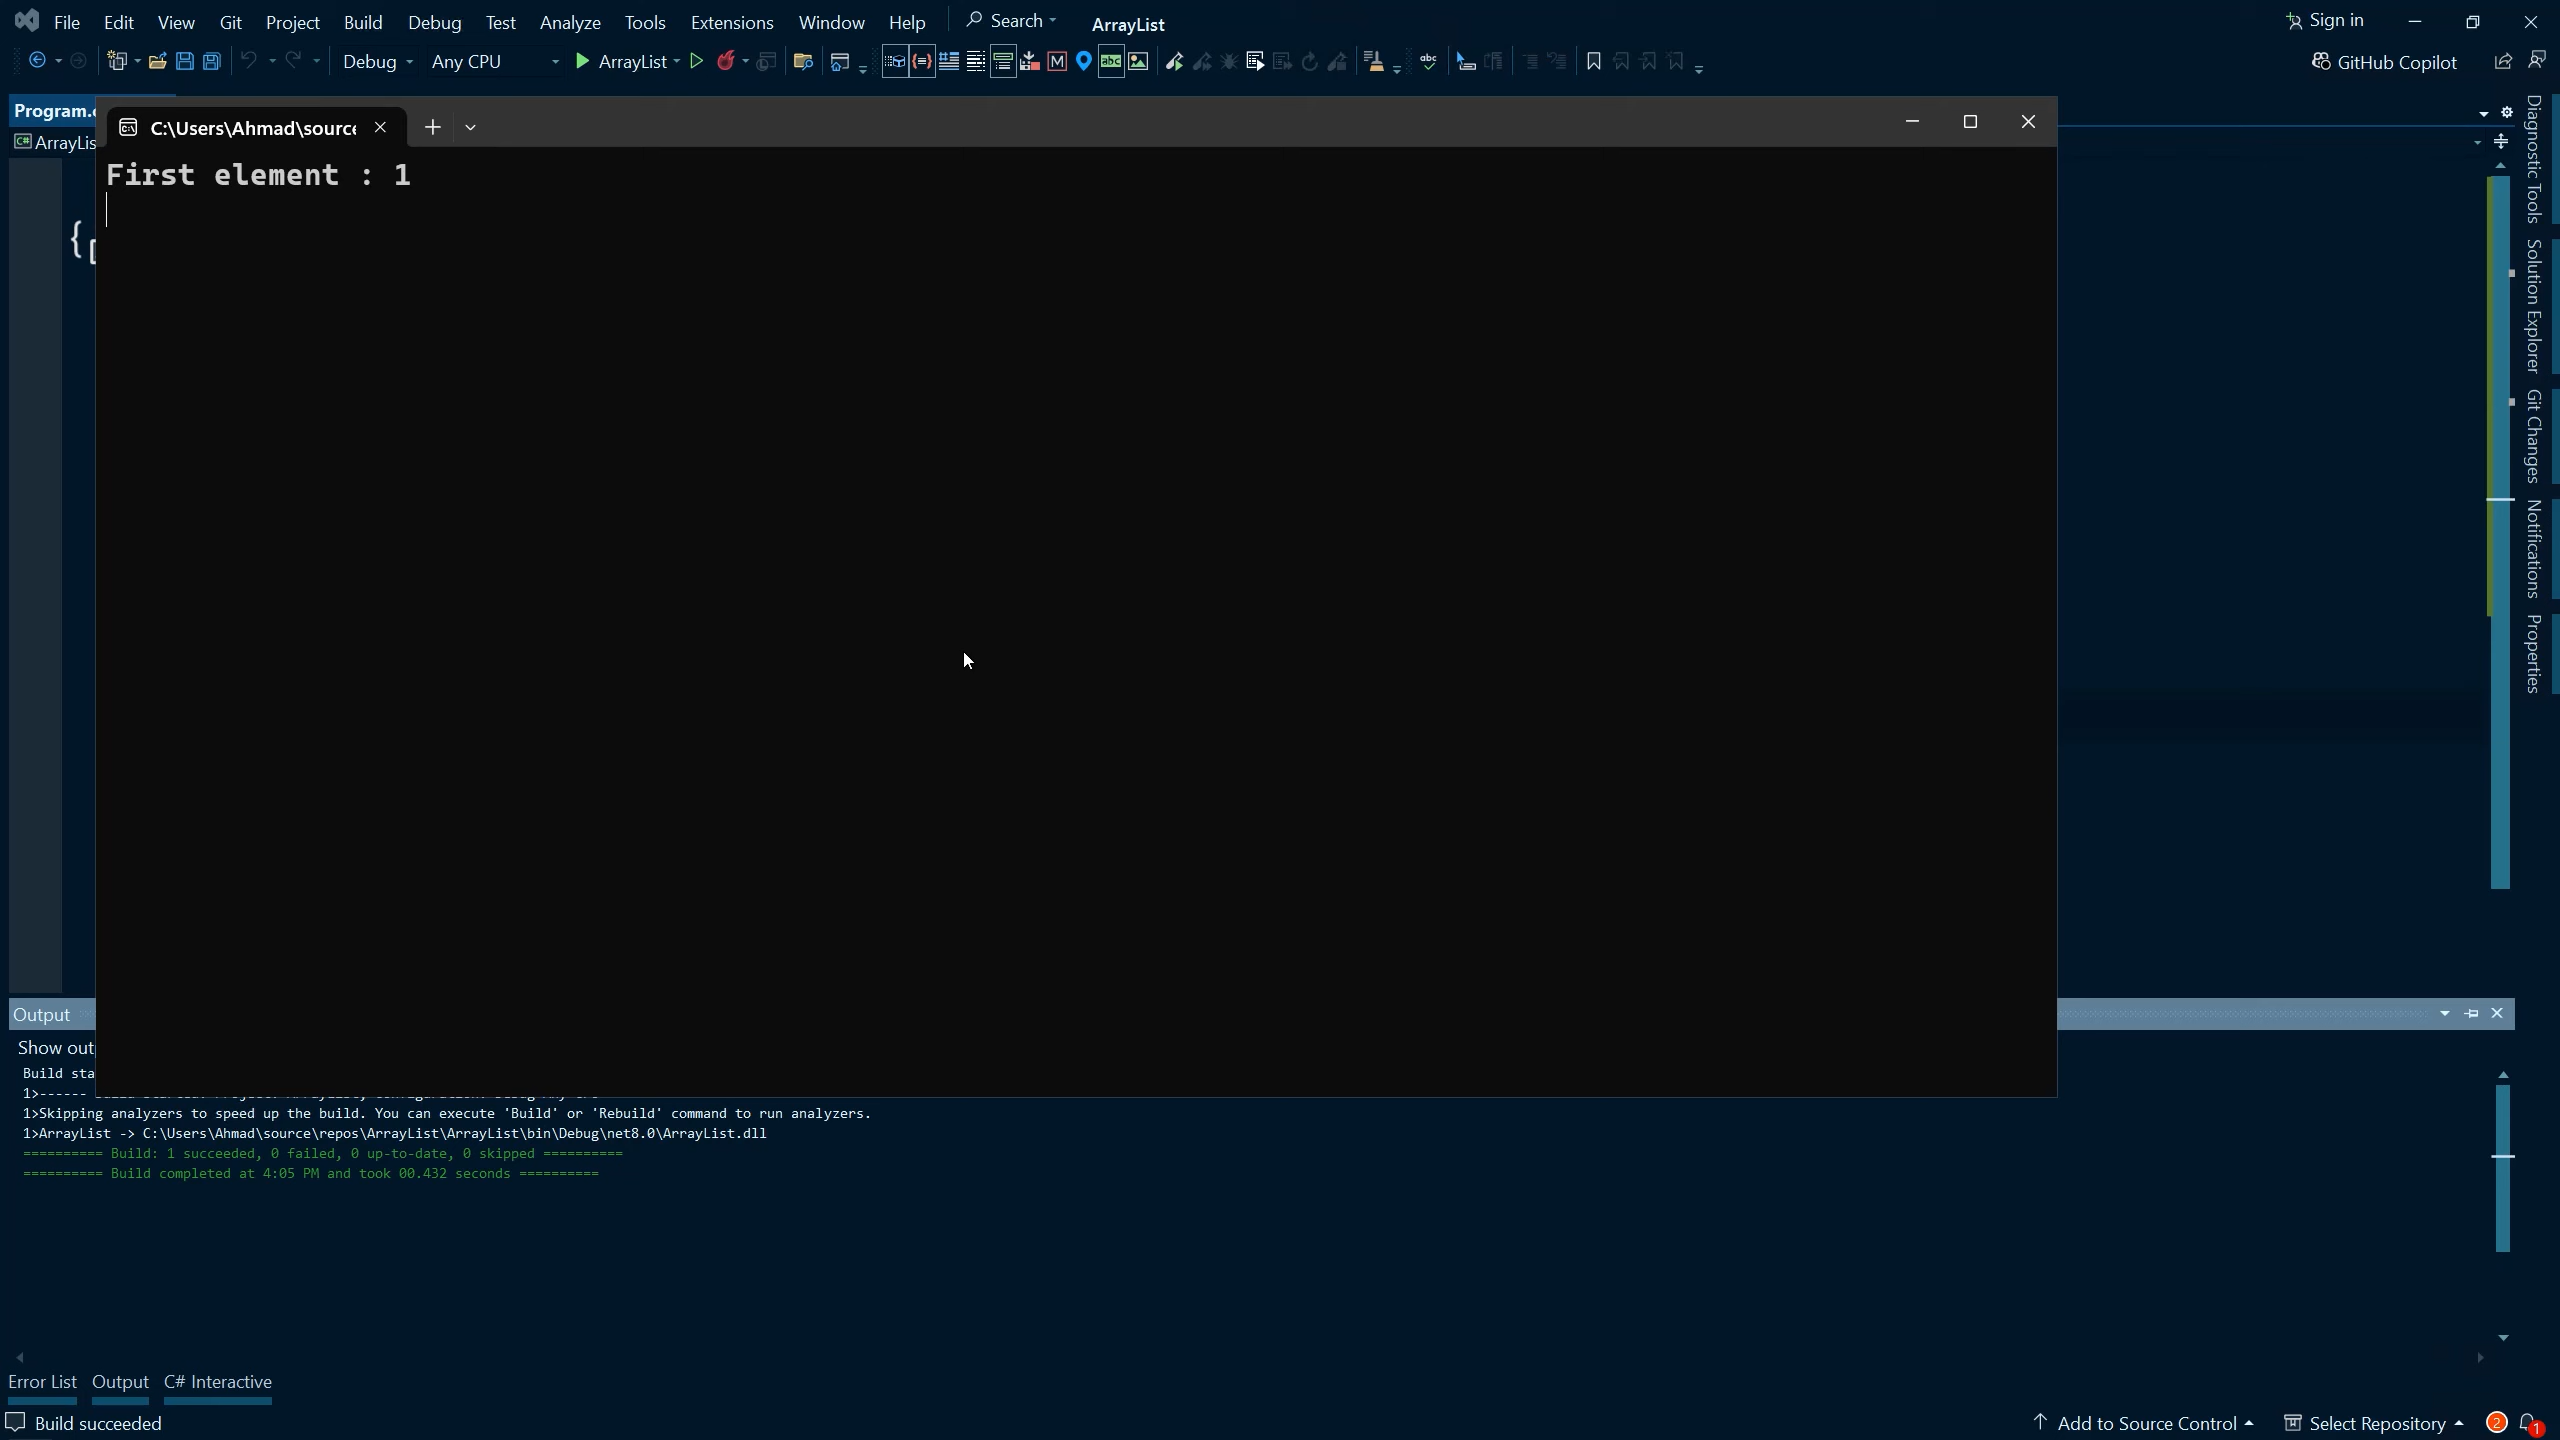 File Edit View Git Project Build Debug Test Analyze Tools Extensions Window Help Search ArrayList Sign in
Debug Any CPU ArrayList GitHub Copilot
Program.
C:\Users\Ahmad\source
C# ArrayLis
First element : 1
{
Diagnostic Tools
Solution Explorer
Git Changes
Notifications
Properties
Output
Show out
Build sta
1>------
1>Skipping analyzers to speed up the build. You can execute 'Build' or 'Rebuild' command to run analyzers.
1>ArrayList -> C:\Users\Ahmad\source\repos\ArrayList\ArrayList\bin\Debug\net8.0\ArrayList.dll
========== Build: 1 succeeded, 0 failed, 0 up-to-date, 0 skipped ==========
========== Build completed at 4:05 PM and took 00.432 seconds ==========
Error List Output C# Interactive
Build succeeded Add to Source Control Select Repository 2 1